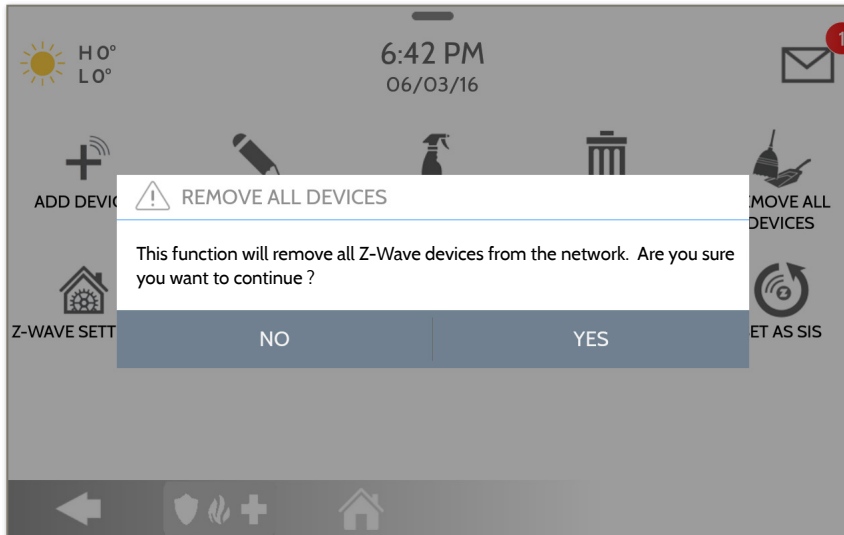 H 0°
L 0°
6:42 PM
06/03/16
1
ADD DEVIC
MOVE ALL
DEVICES
REMOVE ALL DEVICES
This function will remove all Z-Wave devices from the network. Are you sure
you want to continue ?
NO
YES
Z-WAVE SETT
ET AS SIS